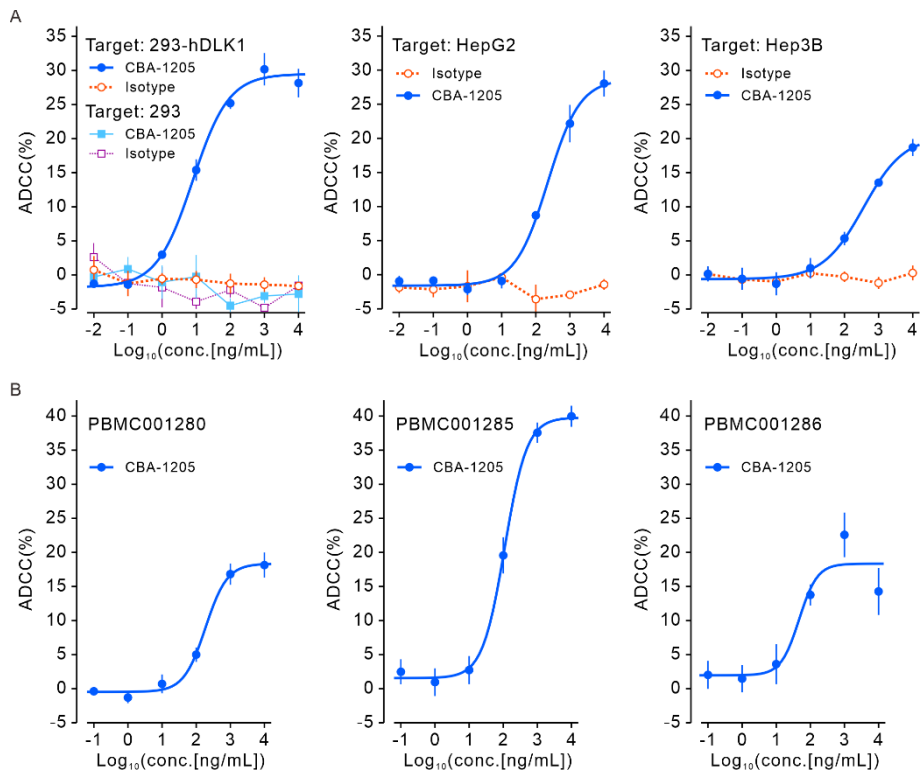 A
Target: 293-hDLK1
CBA-1205
Isotype
Target: 293
CBA-1205
Isotype
ADCC(%)
35
30
25
20
15
10
5
0
-5
-2 -1 0 1 2 3 4
Log₁₀(conc.[ng/mL])
Target: HepG2
Isotype
CBA-1205
ADCC(%)
35
30
25
20
15
10
5
0
-5
-2 -1 0 1 2 3 4
Log₁₀(conc.[ng/mL])
Target: Hep3B
Isotype
CBA-1205
ADCC(%)
35
30
25
20
15
10
5
0
-5
-2 -1 0 1 2 3 4
Log₁₀(conc.[ng/mL])
B
PBMC001280
CBA-1205
ADCC(%)
40
35
30
25
20
15
10
5
0
-5
-1 0 1 2 3 4
Log₁₀(conc.[ng/mL])
PBMC001285
CBA-1205
ADCC(%)
40
35
30
25
20
15
10
5
0
-5
-1 0 1 2 3 4
Log₁₀(conc.[ng/mL])
PBMC001286
CBA-1205
ADCC(%)
40
35
30
25
20
15
10
5
0
-5
-1 0 1 2 3 4
Log₁₀(conc.[ng/mL])